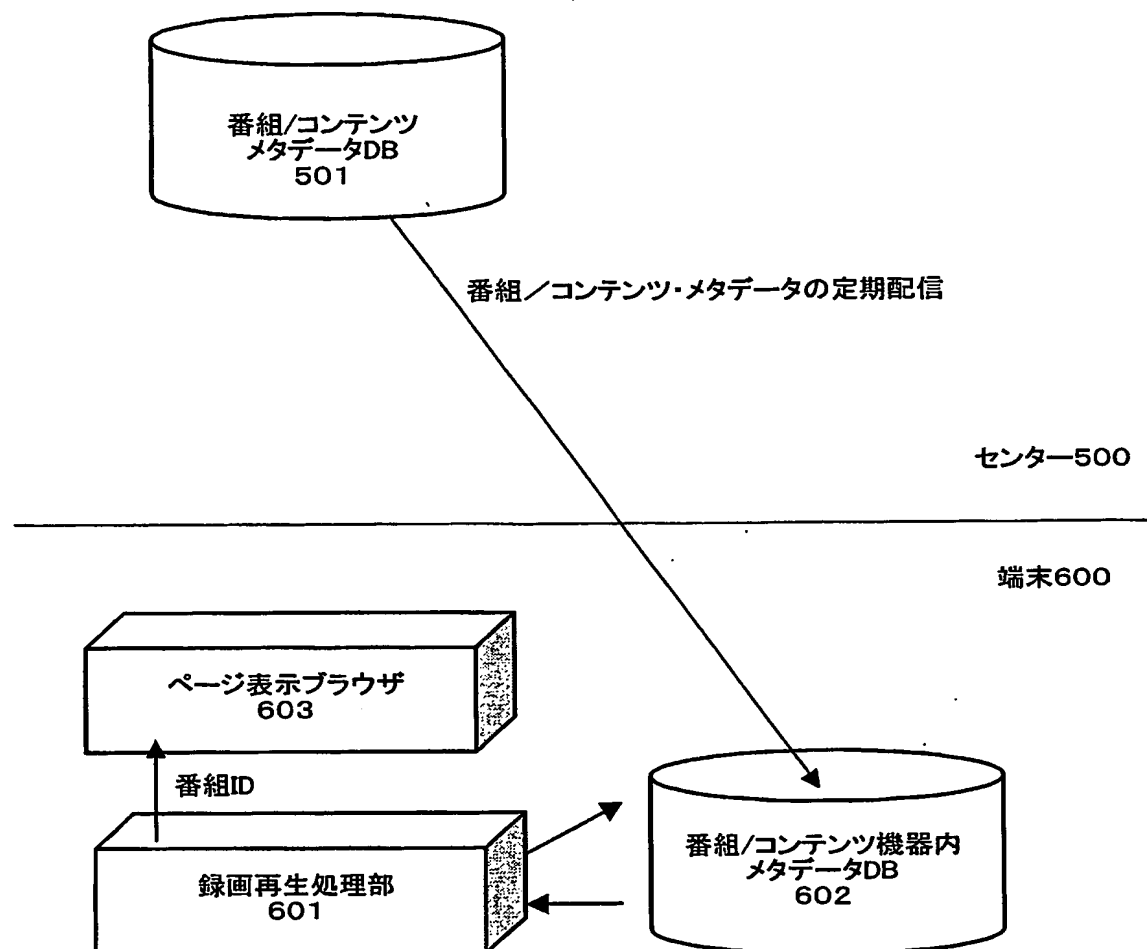 番組/コンテンツ
メタデータDB
501
番組／コンテンツ・メタデータの定期配信
センター500
端末600
ページ表示ブラウザ
603
番組ID
録画再生処理部
601
番組/コンテンツ機器内
メタデータDB
602